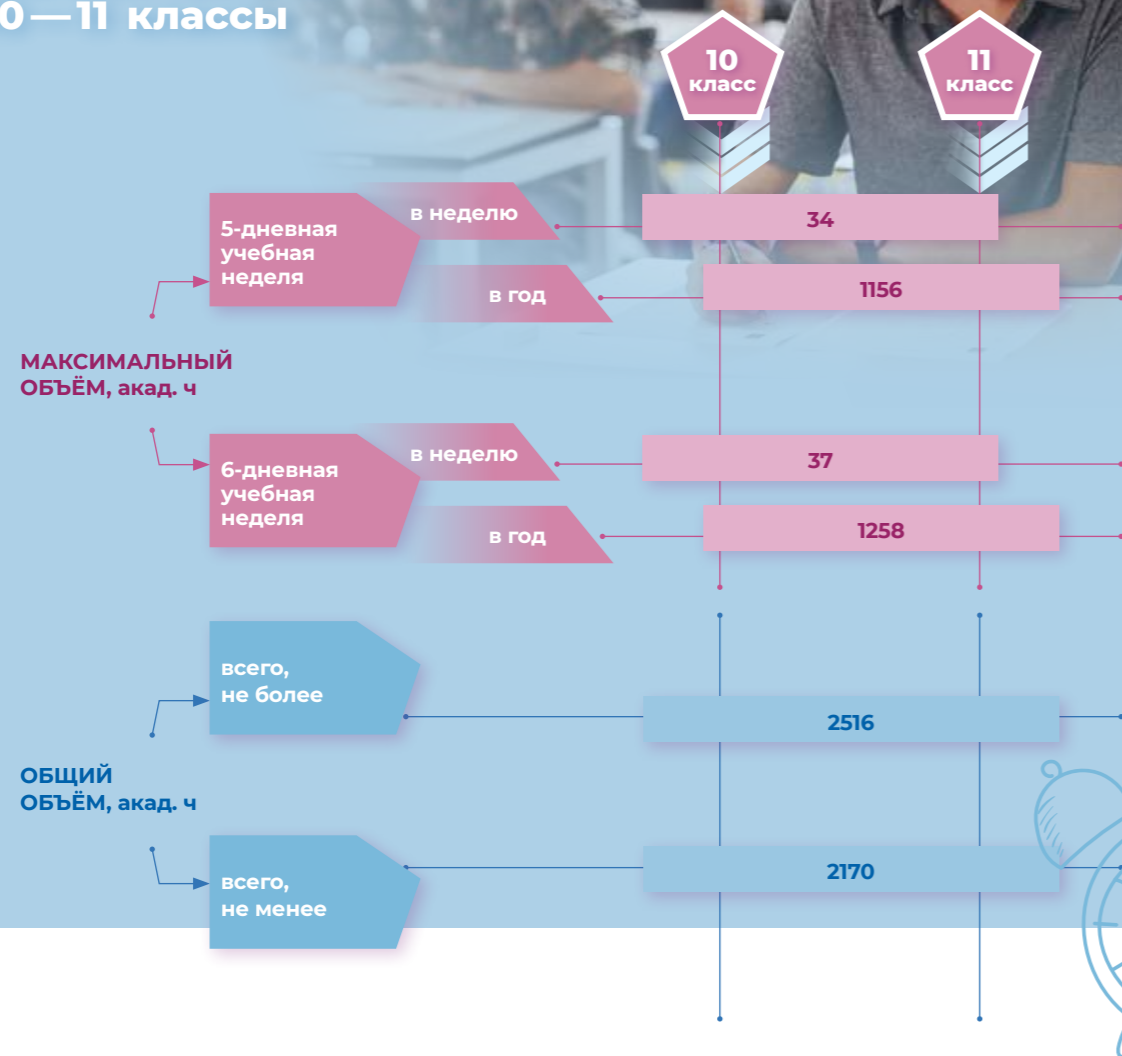 0—11 классы
10
класс
11
класс
5-дневная
учебная
неделя
в неделю
34
в год
1156
МАКСИМАЛЬНЫЙ
ОБЪЁМ, акад. ч
6-дневная
учебная
неделя
в неделю
37
в год
1258
всего,
не более
2516
ОБЩИЙ
ОБЪЁМ, акад. ч
всего,
не менее
2170